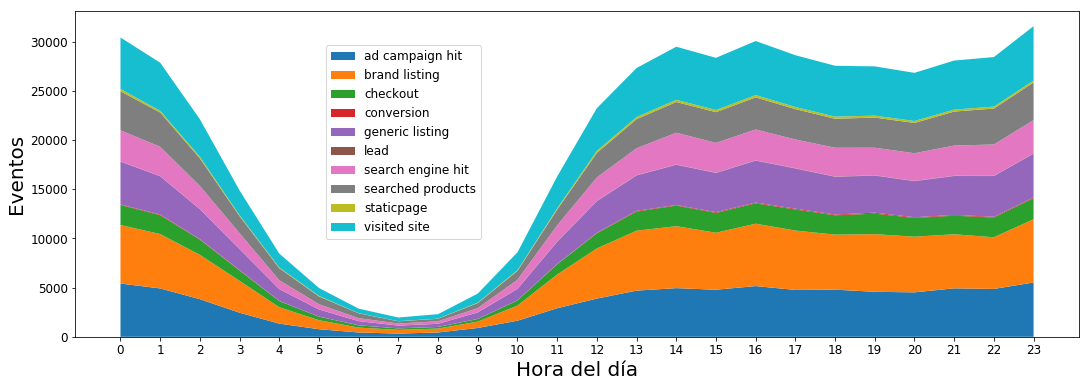 30000
25000
20000
15000
10000
5000
0
Eventos
ad campaign hit
brand listing
checkout
conversion
generic listing
lead
search engine hit
searched products
staticpage
visited site
0 1 2 3 4 5 6 7 8 9 10 11 12 13 14 15 16 17 18 19 20 21 22 23
Hora del día